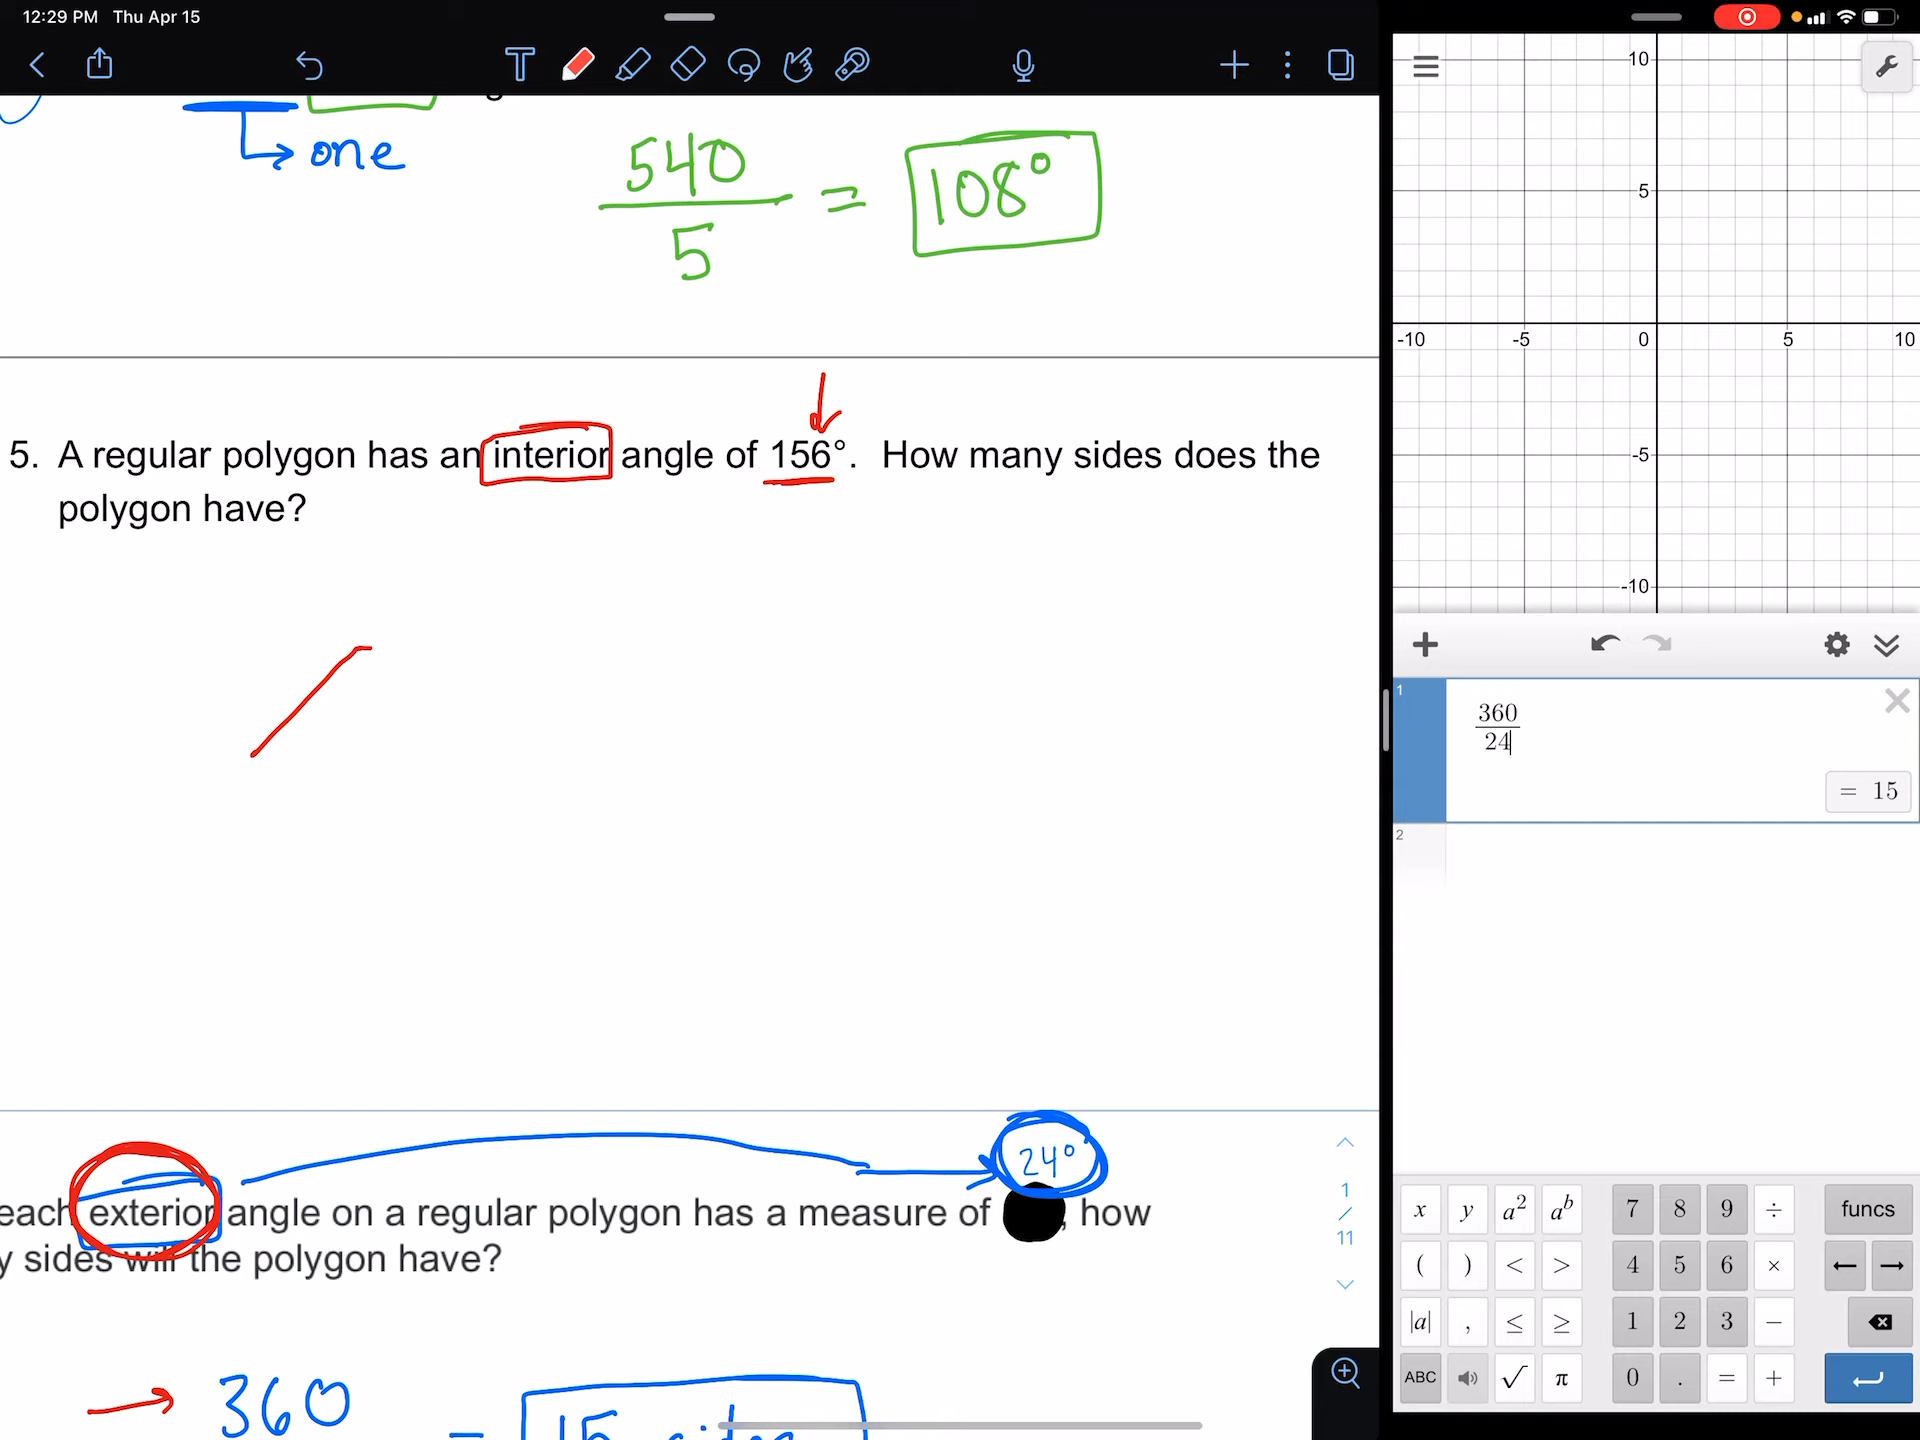 12:29 PM Thu Apr 15
→ one
540
5
= 108°
5. A regular polygon has an interior angle of 156°. How many sides does the
polygon have?
24°
each exterior angle on a regular polygon has a measure of , how
y sides will the polygon have?
→ 360
= 15 sides
1
/
11
10
5
-10 -5 0 5 10
-5
-10
1
360
24
= 15
2
x y a² aᵇ 7 8 9 ÷ funcs
( ) < > 4 5 6 × ← →
|a| , ≤ ≥ 1 2 3 −
ABC √ π 0 . = +